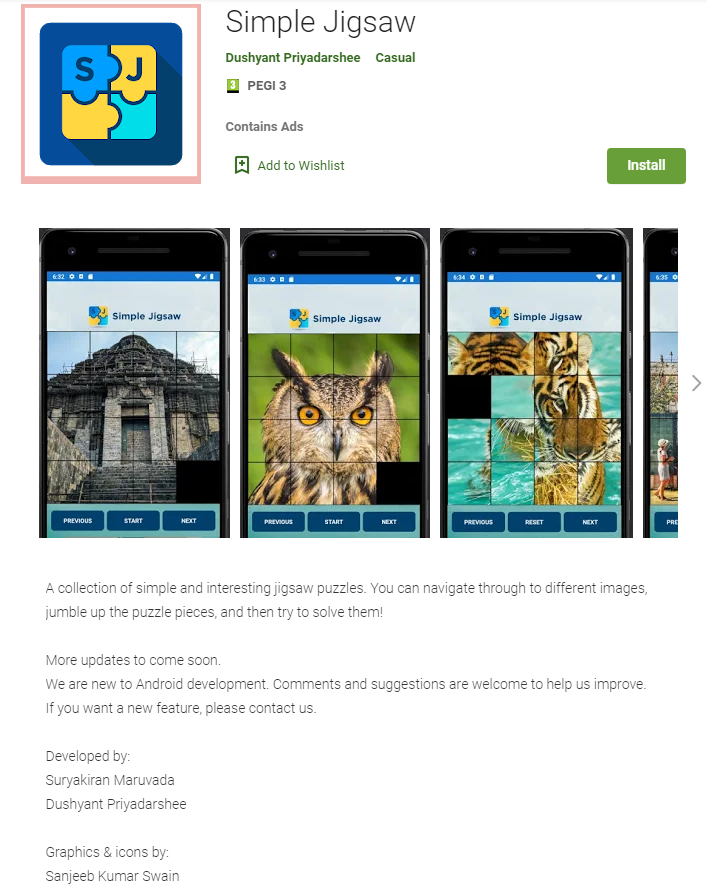 Simple Jigsaw
Dushyant Priyadarshee Casual
3 PEGI 3
Contains Ads
Add to Wishlist
Install
S J
6:32
Simple Jigsaw
PREVIOUS START NEXT
6:33
Simple Jigsaw
PREVIOUS START NEXT
6:34
Simple Jigsaw
PREVIOUS RESET NEXT
6:35
PRE
A collection of simple and interesting jigsaw puzzles. You can navigate through to different images,
jumble up the puzzle pieces, and then try to solve them!
More updates to come soon.
We are new to Android development. Comments and suggestions are welcome to help us improve.
If you want a new feature, please contact us.
Developed by:
Suryakiran Maruvada
Dushyant Priyadarshee
Graphics & icons by:
Sanjeeb Kumar Swain